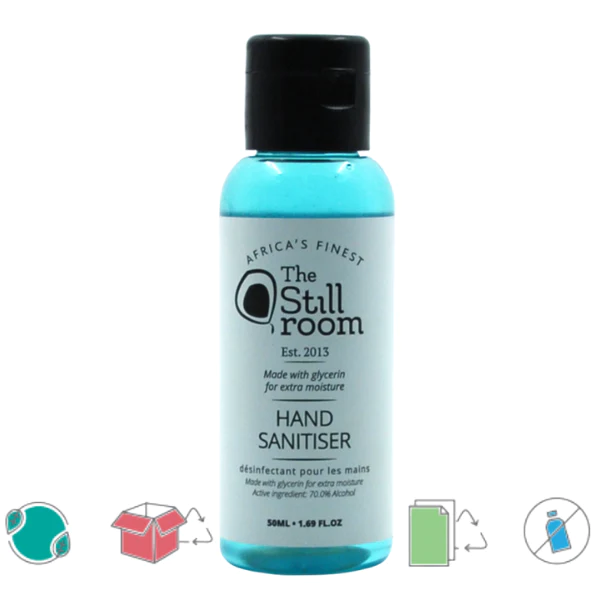 AFRICA'S FINEST
The
Still
room
Est. 2013
Made with glycerin
for extra moisture
HAND
SANITISER
désinfectant pour les mains
Made with glycerin for extra moisture
Active ingredient: 70.0% Alcohol
50ML • 1.69 FL.OZ